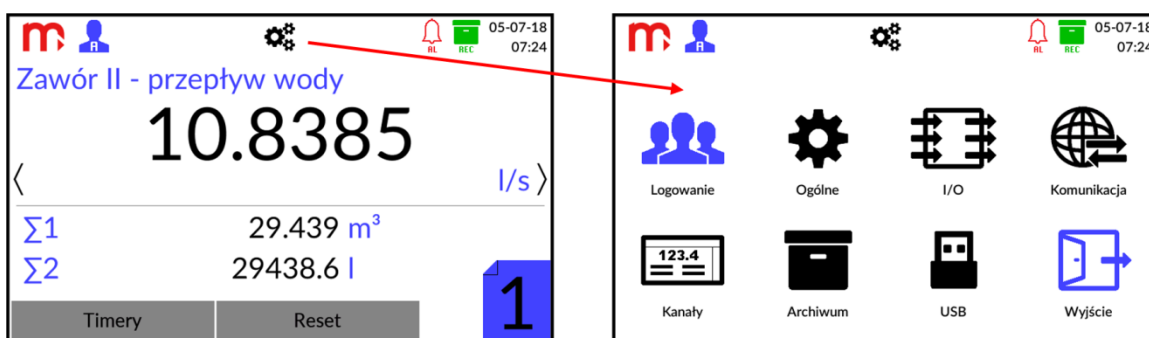 m A AL REC 05-07-18
07:24
Zawór II - przepływ wody
10.8385
l/s
∑1 29.439 m³
∑2 29438.6 l
1
Timery Reset
m A AL REC 05-07-18
07:24
Logowanie Ogólne I/O Komunikacja
123.4
Kanały Archiwum USB Wyjście